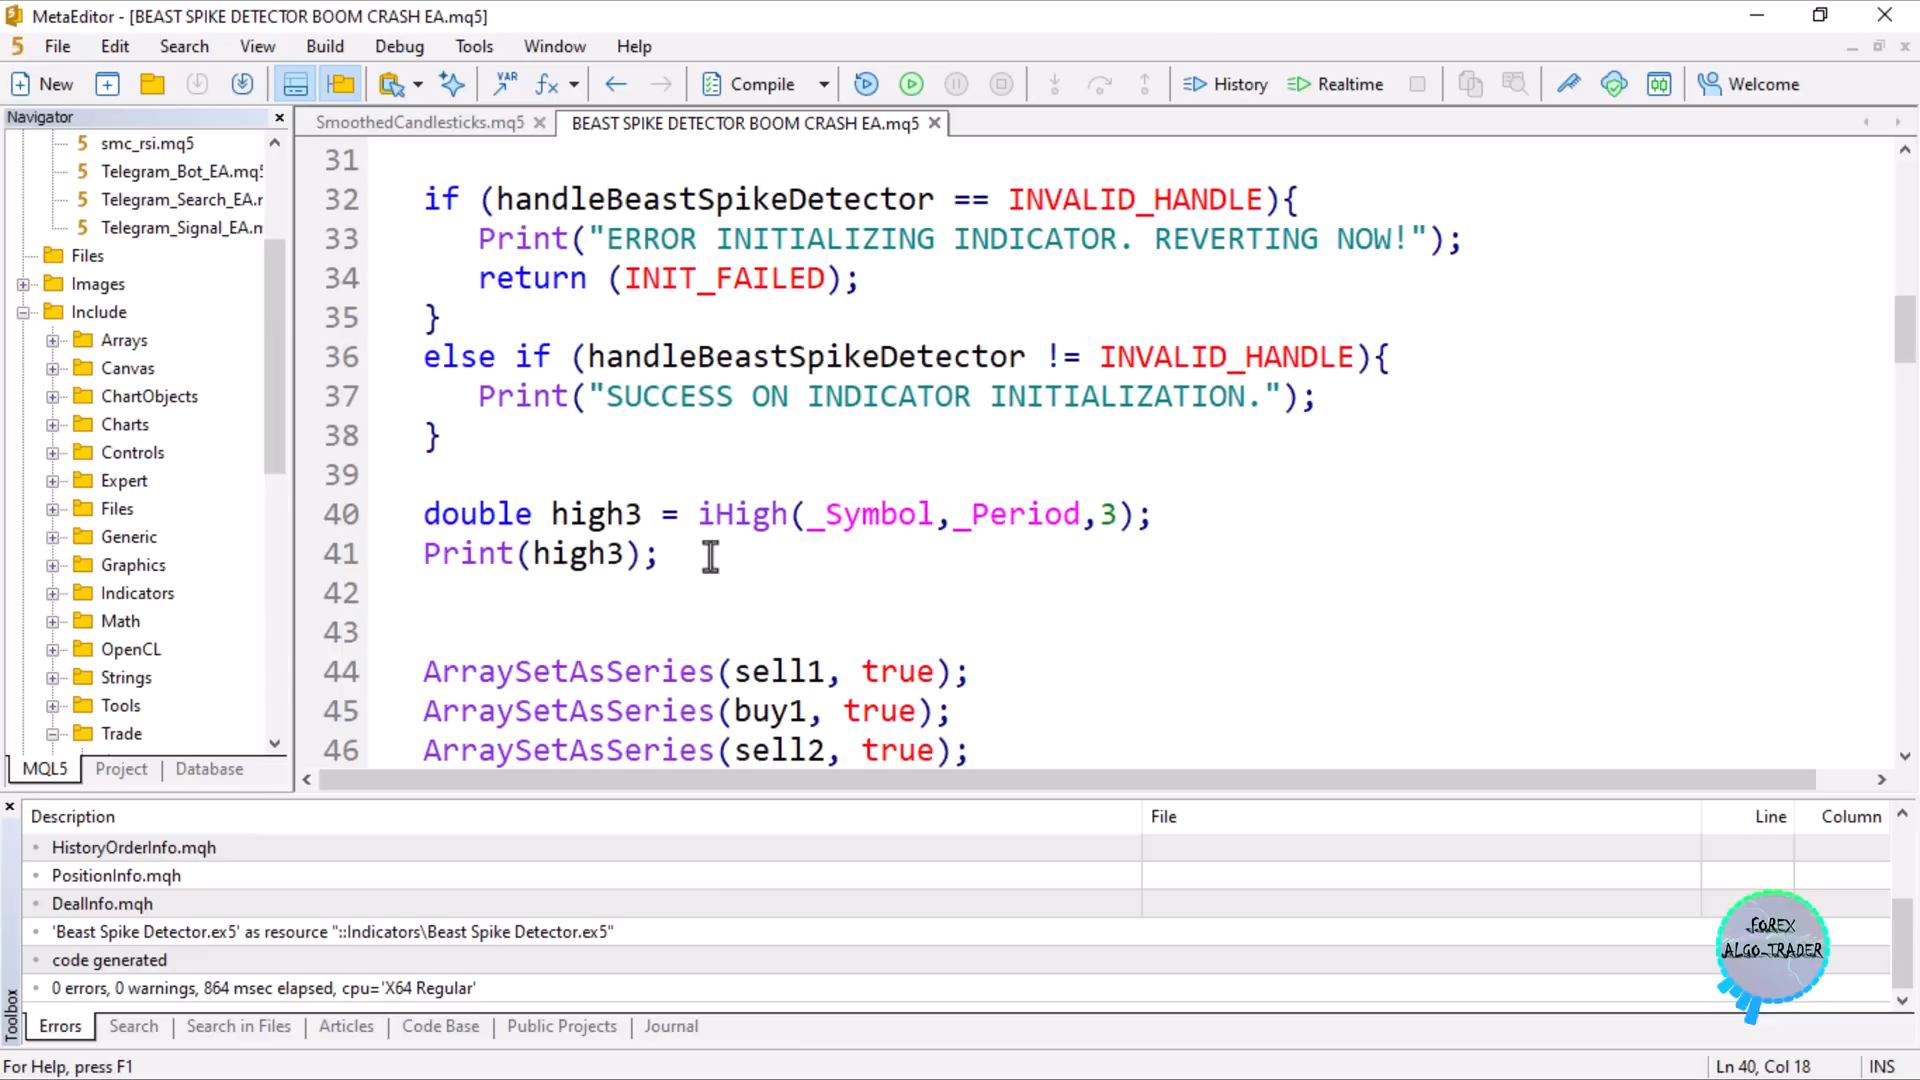 MetaEditor - [BEAST SPIKE DETECTOR BOOM CRASH EA.mq5]
5 File Edit Search View Build Debug Tools Window Help
New VAR fx Compile History Realtime Welcome
Navigator
SmoothedCandlesticks.mq5 BEAST SPIKE DETECTOR BOOM CRASH EA.mq5
5 smc_rsi.mq5
5 Telegram_Bot_EA.mq5
5 Telegram_Search_EA.r
5 Telegram_Signal_EA.m
Files
Images
Include
Arrays
Canvas
ChartObjects
Charts
Controls
Expert
Files
Generic
Graphics
Indicators
Math
OpenCL
Strings
Tools
Trade
MQL5 Project Database
31
32 if (handleBeastSpikeDetector == INVALID_HANDLE){
33 Print("ERROR INITIALIZING INDICATOR. REVERTING NOW!");
34 return (INIT_FAILED);
35 }
36 else if (handleBeastSpikeDetector != INVALID_HANDLE){
37 Print("SUCCESS ON INDICATOR INITIALIZATION.");
38 }
39
40 double high3 = iHigh(_Symbol,_Period,3);
41 Print(high3);
42
43
44 ArraySetAsSeries(sell1, true);
45 ArraySetAsSeries(buy1, true);
46 ArraySetAsSeries(sell2, true);
Description File Line Column
HistoryOrderInfo.mqh
PositionInfo.mqh
DealInfo.mqh
'Beast Spike Detector.ex5' as resource "::Indicators\Beast Spike Detector.ex5"
code generated
0 errors, 0 warnings, 864 msec elapsed, cpu='X64 Regular'
FOREX
ALGO-TRADER
Toolbox
Errors Search Search in Files Articles Code Base Public Projects Journal
For Help, press F1 Ln 40, Col 18 INS